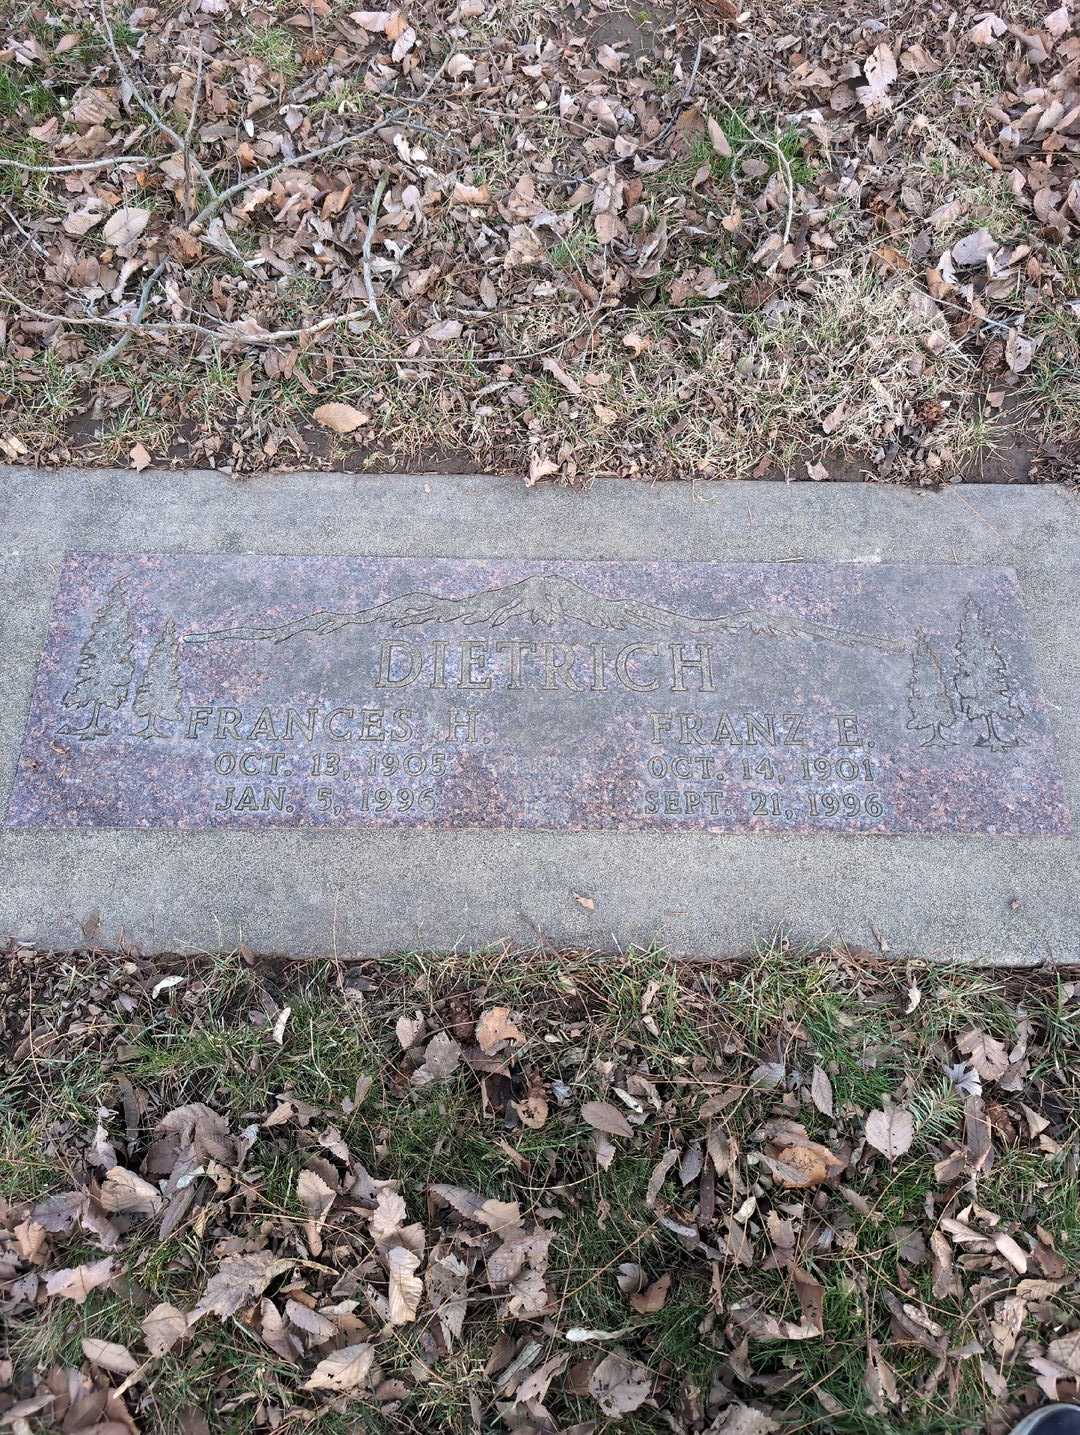 DIETRICH
FRANCES H.
OCT. 13, 1905
JAN. 5, 1996
FRANZ E.
OCT. 14, 1901
SEPT. 21, 1996